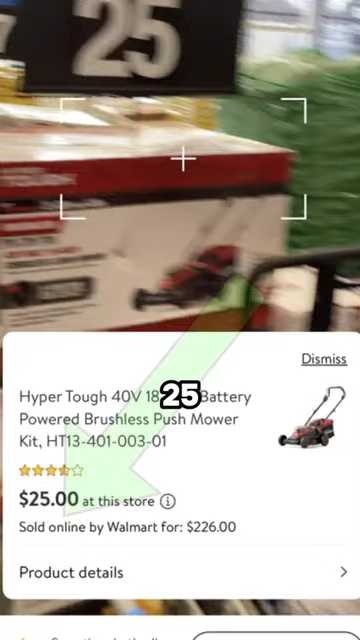 25
Dismiss
Hyper Tough 40V 18 Battery
25
Powered Brushless Push Mower
Kit, HT13-401-003-01
$25.00 at this store
Sold online by Walmart for: $226.00
Product details